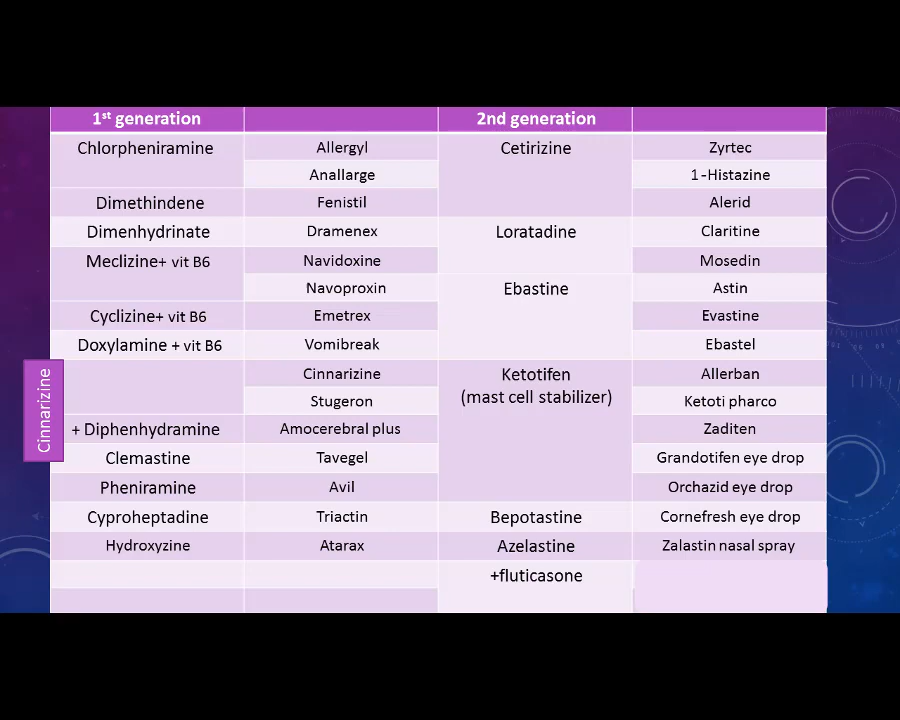 1st generation 2nd generation
Chlorpheniramine Allergyl Cetirizine Zyrtec
Anallarge 1-Histazine
Dimethindene Fenistil Alerid
Dimenhydrinate Dramenex Loratadine Claritine
Meclizine+ vit B6 Navidoxine Mosedin
Navoproxin Ebastine Astin
Cyclizine+ vit B6 Emetrex Evastine
Doxylamine + vit B6 Vomibreak Ebastel
Cinnarizine
Cinnarizine Ketotifen Allerban
Stugeron (mast cell stabilizer) Ketoti pharco
+ Diphenhydramine Amocerebral plus Zaditen
Clemastine Tavegel Grandotifen eye drop
Pheniramine Avil Orchazid eye drop
Cyproheptadine Triactin Bepotastine Cornefresh eye drop
Hydroxyzine Atarax Azelastine Zalastin nasal spray
+fluticasone